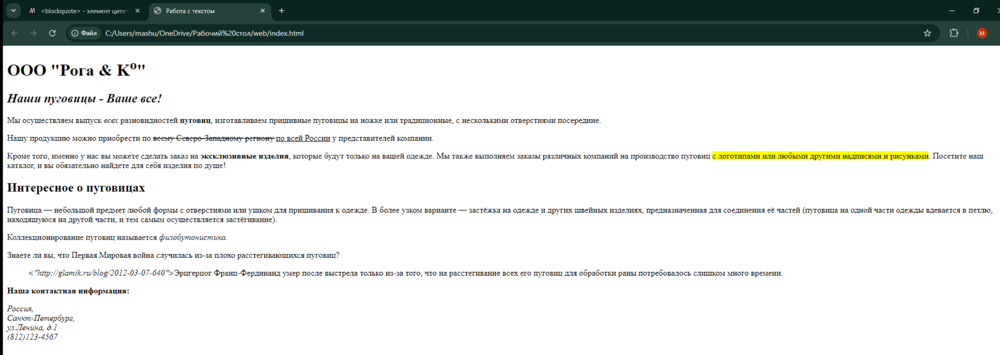 <blockquote> - элемент цитат
Работа с текстом
Файл
C:/Users/mashu/OneDrive/Рабочий%20стол/web/index.html
M
ООО "Рога & Kº"
Наши пуговицы - Ваше все!
Мы осуществляем выпуск всех разновидностей пуговиц, изготавливаем пришивные пуговицы на ножке или традиционные, с несколькими отверстиями посередине.
Нашу продукцию можно приобрести по всему Северо-Западному региону по всей России у представителей компании.
Кроме того, именно у нас вы можете сделать заказ на эксклюзивные изделия, которые будут только на вашей одежде. Мы также выполняем заказы различных компаний на производство пуговиц с логотипами или любыми другими надписями и рисунками. Посетите наш
каталог, и вы обязательно найдете для себя изделия по душе!
Интересное о пуговицах
Пуговица — небольшой предмет любой формы с отверстиями или ушком для пришивания к одежде. В более узком варианте — застёжка на одежде и других швейных изделиях, предназначенная для соединения её частей (пуговица на одной части одежды вдевается в петлю,
находящуюся на другой части, и тем самым осуществляется застёгивание).
Коллекционирование пуговиц называется филобутонистика.
Знаете ли вы, что Первая Мировая война случилась из-за плохо расстегивающихся пуговиц?
<"http://glamik.ru/blog/2012-03-07-640">Эрцгерцог Франц-Фердинанд умер после выстрела только из-за того, что на расстегивание всех его пуговиц для обработки раны потребовалось слишком много времени.
Наша контактная информация:
Россия,
Санкт-Петербург,
ул.Ленина, д.1
(812)123-4567